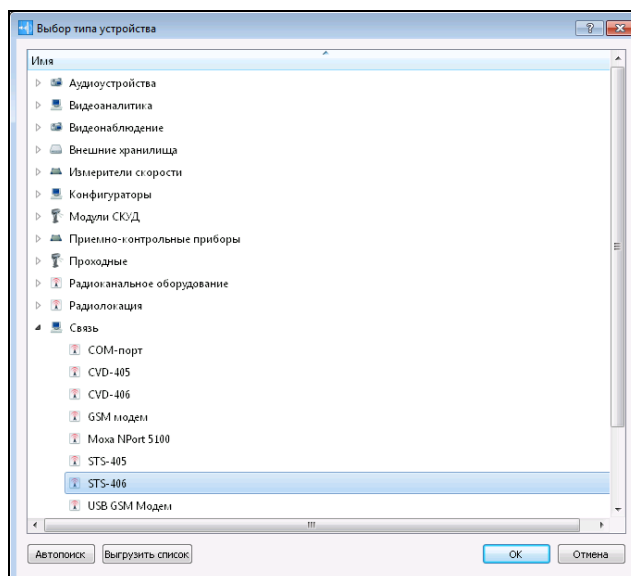 Выбор типа устройства
Имя
Аудиоустройства
Видеоаналитика
Видеонаблюдение
Внешние хранилища
Измерители скорости
Конфигураторы
Модули СКУД
Приемно-контрольные приборы
Проходные
Радиоканальное оборудование
Радиолокация
Связь
COM-порт
CVD-405
CVD-406
GSM модем
Moxa NPort 5100
STS-405
STS-406
USB GSM Модем
Автопоиск Выгрузить список OK Отмена